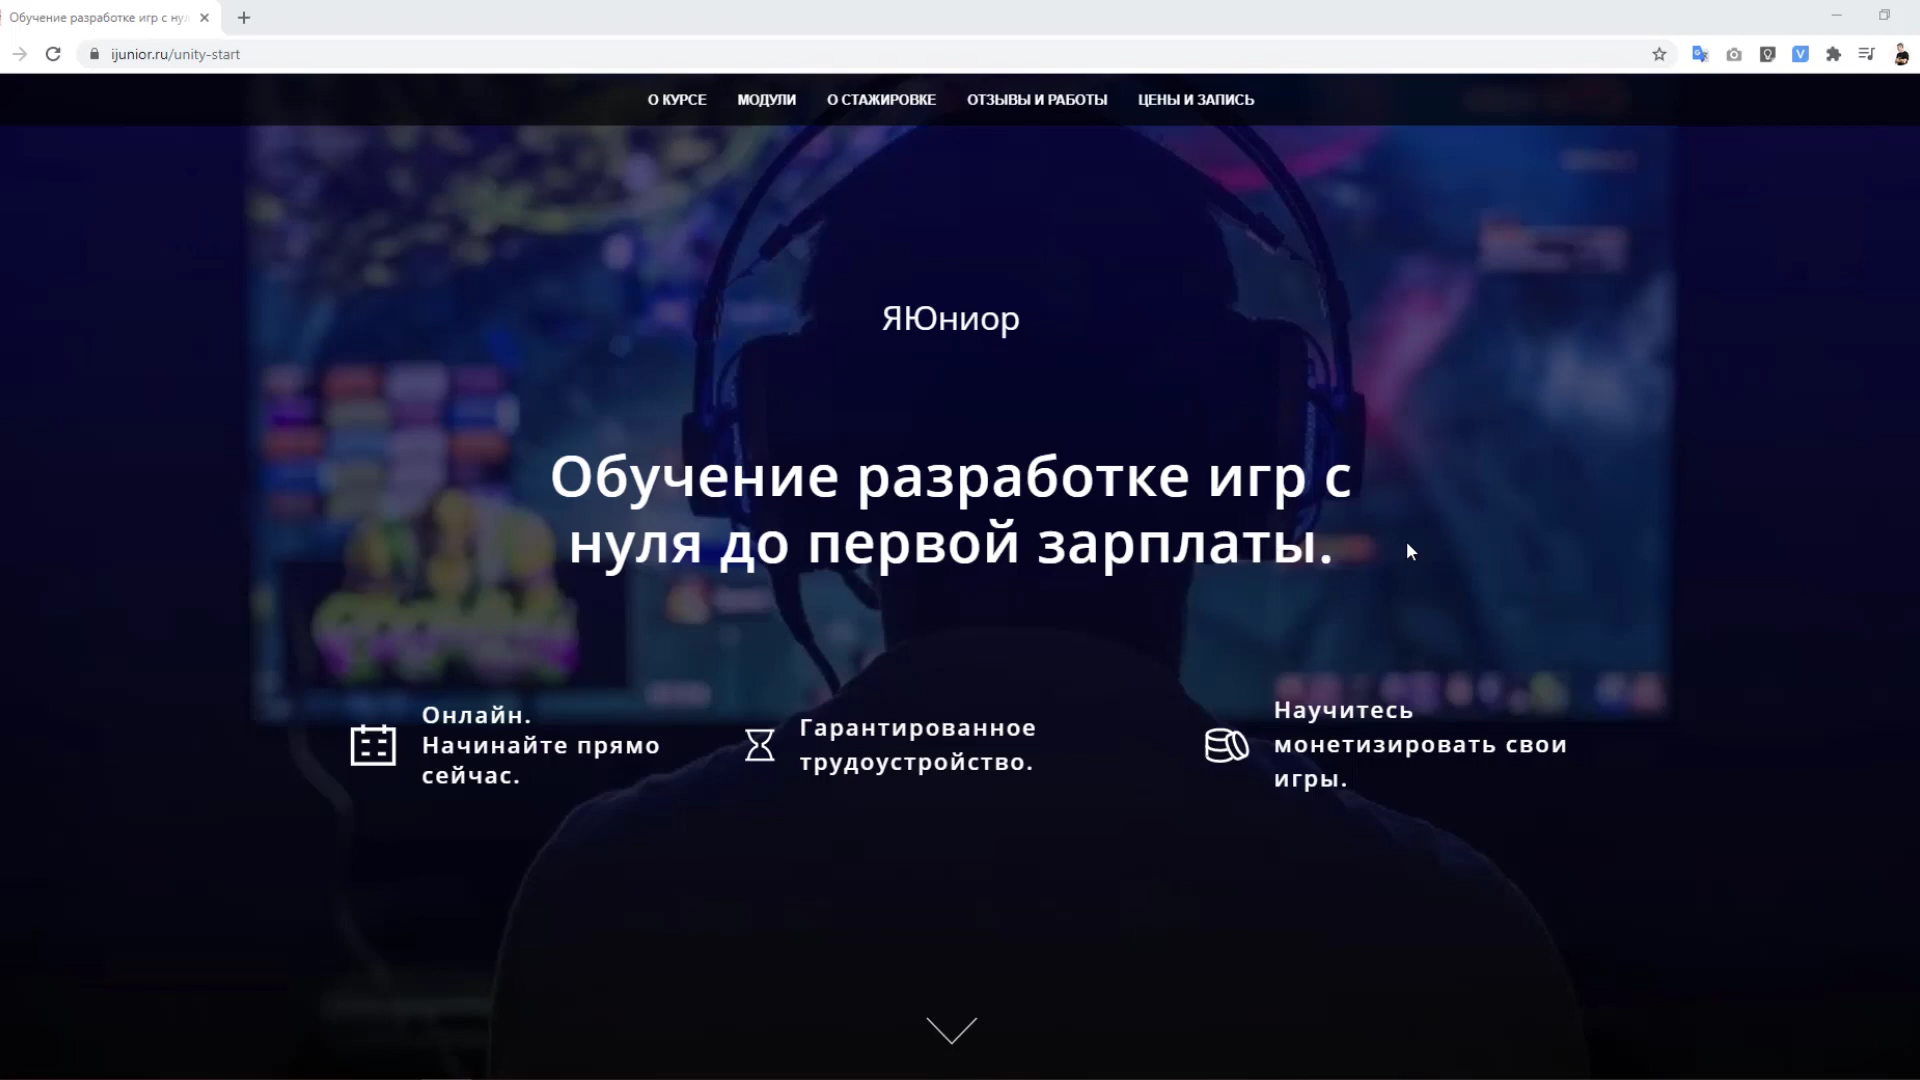 Обучение разработке игр с нул
ijunior.ru/unity-start
О КУРСЕ
МОДУЛИ
О СТАЖИРОВКЕ
ОТЗЫВЫ И РАБОТЫ
ЦЕНЫ И ЗАПИСЬ
ЯЮниор
Обучение разработке игр с
нуля до первой зарплаты.
Онлайн.
Начинайте прямо
сейчас.
Гарантированное
трудоустройство.
Научитесь
монетизировать свои
игры.